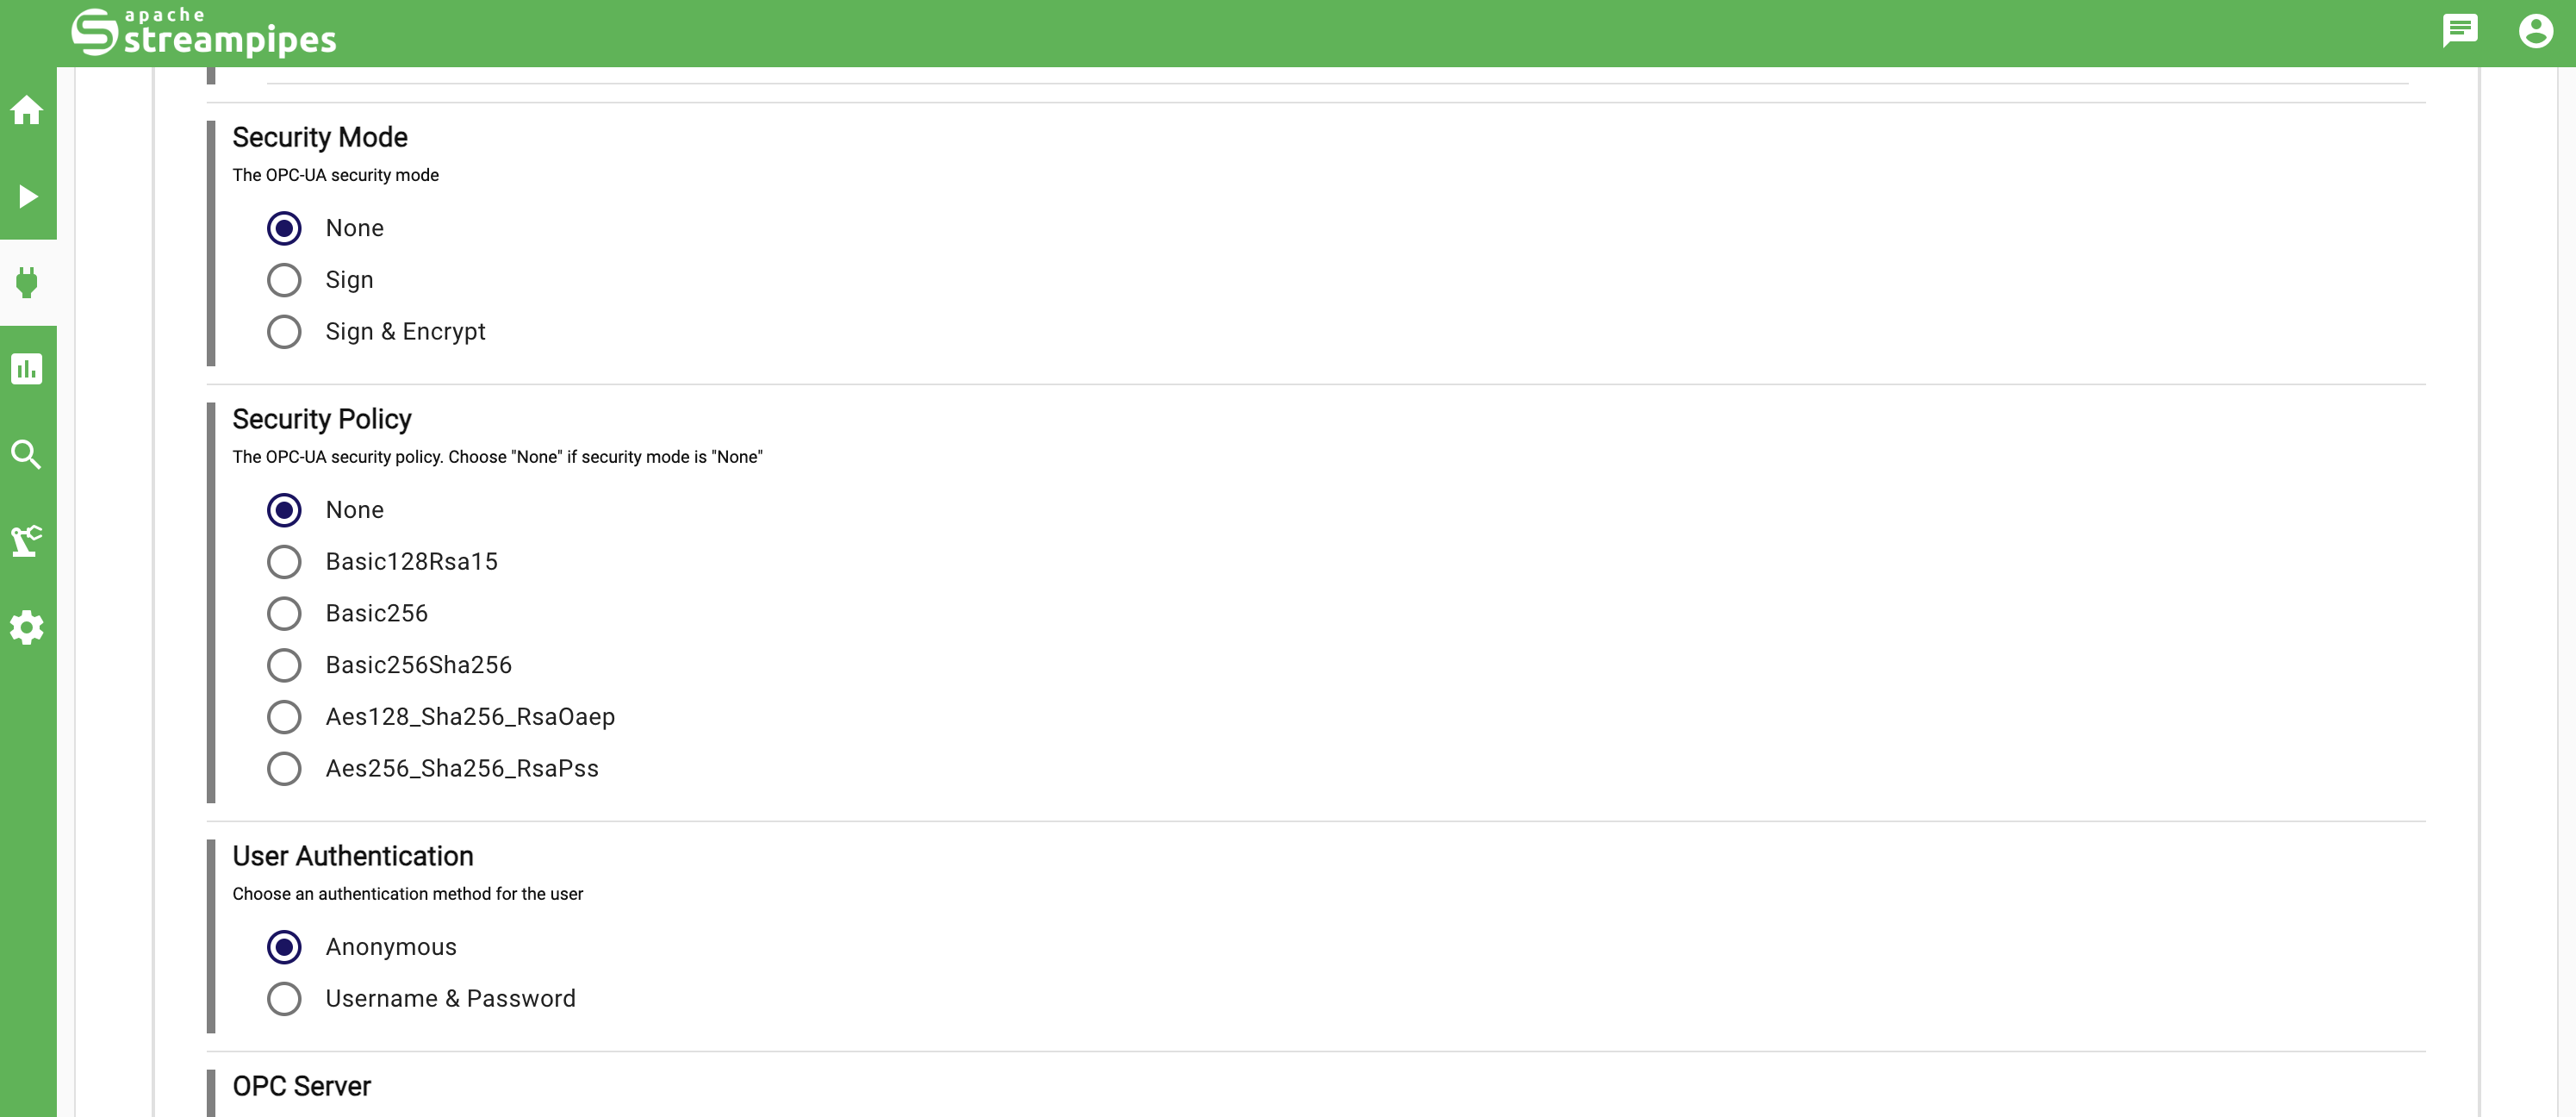 apache
streampipes
Security Mode
The OPC-UA security mode
None
Sign
Sign & Encrypt
Security Policy
The OPC-UA security policy. Choose "None" if security mode is "None"
None
Basic128Rsa15
Basic256
Basic256Sha256
Aes128_Sha256_RsaOaep
Aes256_Sha256_RsaPss
User Authentication
Choose an authentication method for the user
Anonymous
Username & Password
OPC Server